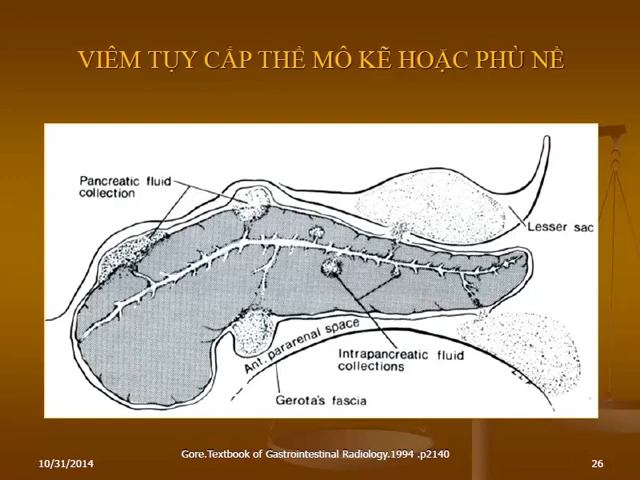 VIÊM TỤY CẤP THỂ MÔ KẼ HOẶC PHÙ NỀ
Pancreatic fluid
collection
Lesser sac
Ant. pararenal space
Intrapancreatic fluid
collections
Gerota's fascia
Gore.Textbook of Gastrointestinal Radiology.1994 .p2140
10/31/2014
26